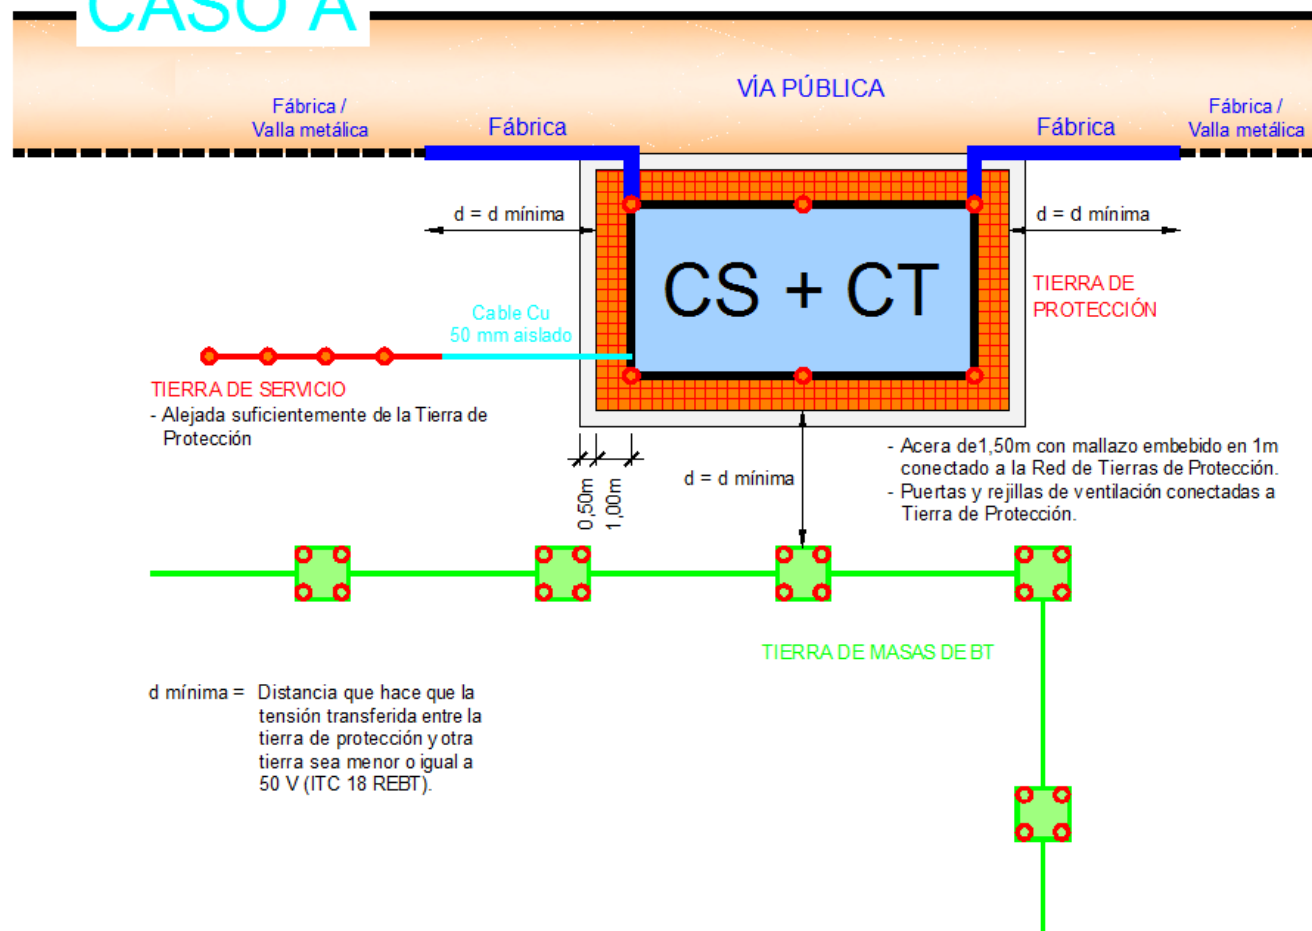 CASO A
VÍA PÚBLICA
Fábrica /
Valla metálica
Fábrica
Fábrica
Fábrica /
Valla metálica
d = d mínima
d = d mínima
CS + CT
TIERRA DE
PROTECCIÓN
Cable Cu
50 mm aislado
TIERRA DE SERVICIO
- Alejada suficientemente de la Tierra de
Protección
0,50m
1,00m
d = d mínima
- Acera de1,50m con mallazo embebido en 1m
conectado a la Red de Tierras de Protección.
- Puertas y rejillas de ventilación conectadas a
Tierra de Protección.
TIERRA DE MASAS DE BT
d mínima = Distancia que hace que la
tensión transferida entre la
tierra de protección y otra
tierra sea menor o igual a
50 V (ITC 18 REBT).